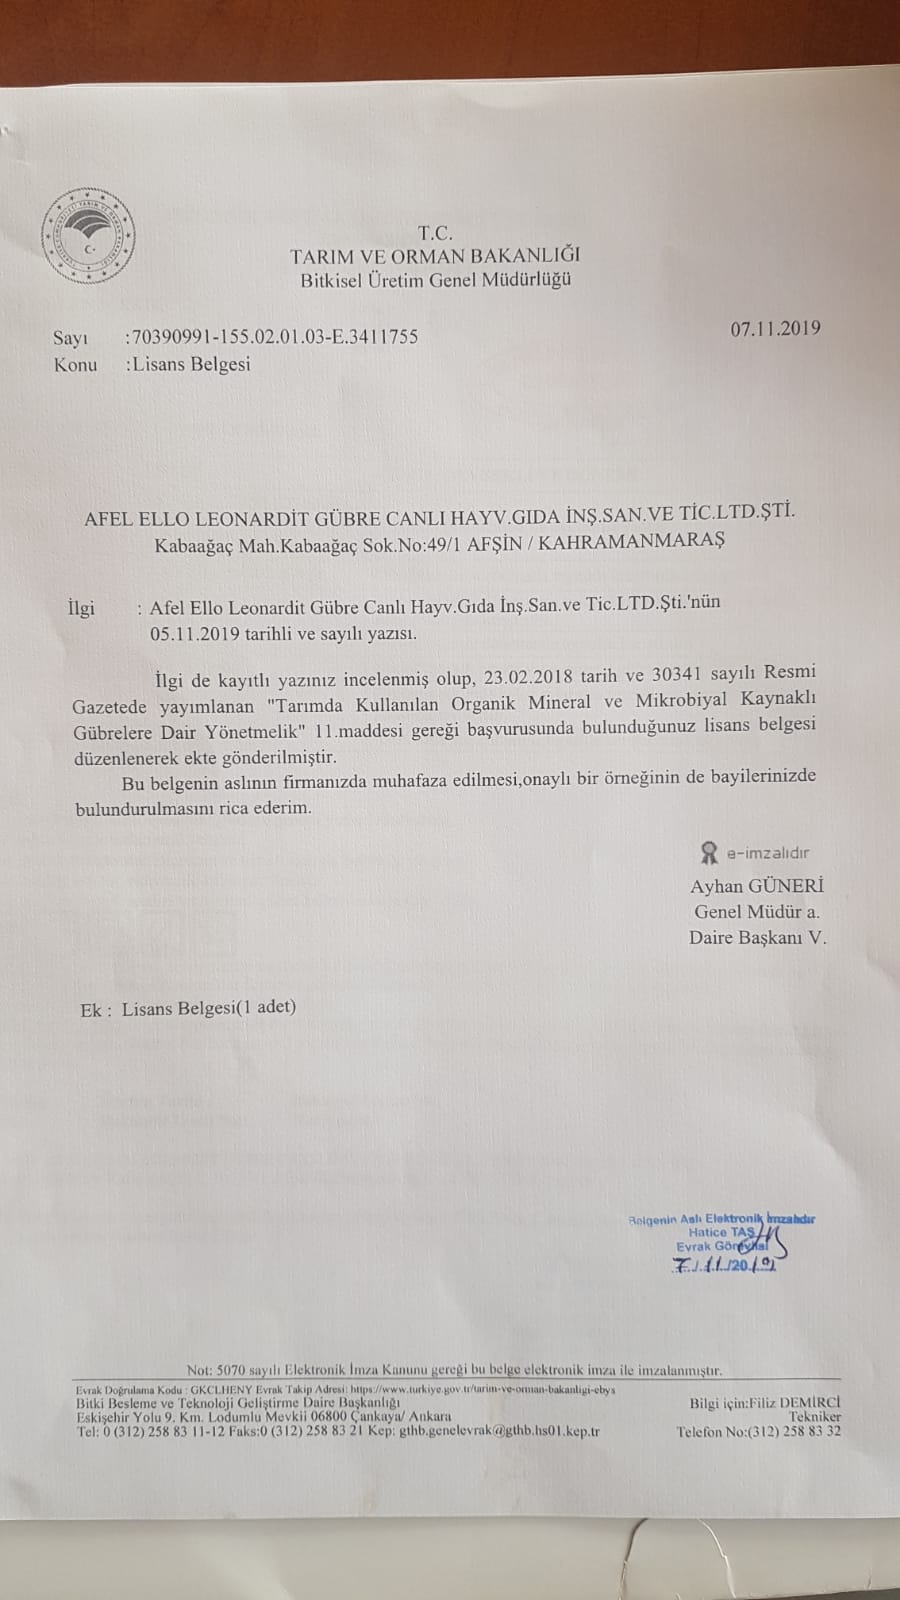 T.C.
TARIM VE ORMAN BAKANLIĞI
Bitkisel Üretim Genel Müdürlüğü
Sayı :70390991-155.02.01.03-E.3411755
07.11.2019
Konu :Lisans Belgesi
AFEL ELLO LEONARDİT GÜBRE CANLI HAYV.GIDA İNŞ.SAN.VE TİC.LTD.ŞTİ.
Kabaağaç Mah.Kabaağaç Sok.No:49/1 AFŞİN / KAHRAMANMARAŞ
İlgi : Afel Ello Leonardit Gübre Canlı Hayv.Gıda İnş.San.ve Tic.LTD.Şti.'nün
05.11.2019 tarihli ve sayılı yazısı.
İlgi de kayıtlı yazınız incelenmiş olup, 23.02.2018 tarih ve 30341 sayılı Resmi
Gazetede yayımlanan "Tarımda Kullanılan Organik Mineral ve Mikrobiyal Kaynaklı
Gübrelere Dair Yönetmelik" 11.maddesi gereği başvurusunda bulunduğunuz lisans belgesi
düzenlenerek ekte gönderilmiştir.
Bu belgenin aslının firmanızda muhafaza edilmesi,onaylı bir örneğinin de bayilerinizde
bulundurulmasını rica ederim.
e-imzalıdır
Ayhan GÜNERİ
Genel Müdür a.
Daire Başkanı V.
Ek : Lisans Belgesi(1 adet)
Belgenin Aslı Elektronik İmzalıdır
Hatice TAŞ
Evrak Görevlisi
7./.11./20.19
Not: 5070 sayılı Elektronik İmza Kanunu gereği bu belge elektronik imza ile imzalanmıştır.
Evrak Doğrulama Kodu : GKCLHENY Evrak Takip Adresi: https://www.turkiye.gov.tr/tarim-ve-orman-bakanligi-ebys
Bitki Besleme ve Teknoloji Geliştirme Daire Başkanlığı
Eskişehir Yolu 9. Km. Lodumlu Mevkii 06800 Çankaya/ Ankara
Tel: 0 (312) 258 83 11-12 Faks:0 (312) 258 83 21 Kep: gthb.genelevrak@gthb.hs01.kep.tr
Bilgi için:Filiz DEMİRCİ
Tekniker
Telefon No:(312) 258 83 32